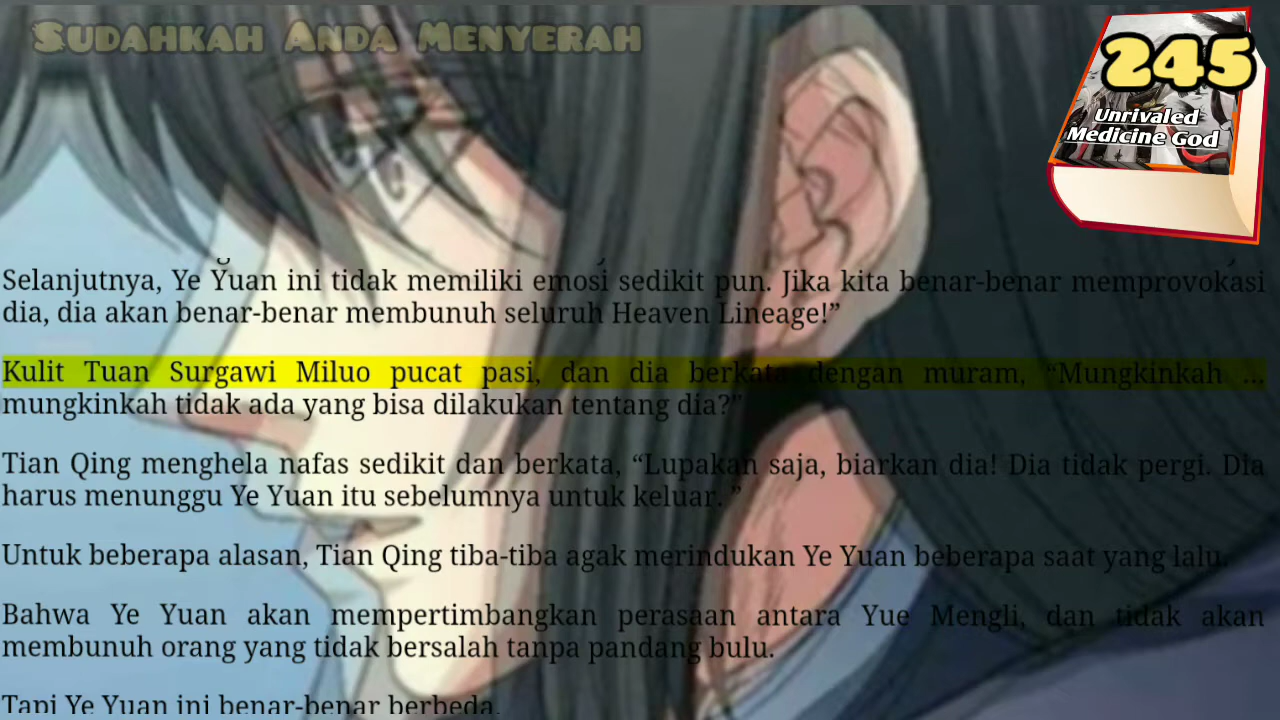 Sudahkah Anda Menyerah
245
Unrivaled
Medicine God
Selanjutnya, Ye Yuan ini tidak memiliki emosi sedikit pun. Jika kita benar-benar memprovokasi
dia, dia akan benar-benar membunuh seluruh Heaven Lineage!”
Kulit Tuan Surgawi Miluo pucat pasi, dan dia berkata dengan muram, “Mungkinkah ...
mungkinkah tidak ada yang bisa dilakukan tentang dia?”
Tian Qing menghela nafas sedikit dan berkata, “Lupakan saja, biarkan dia! Dia tidak pergi. Dia
harus menunggu Ye Yuan itu sebelumnya untuk keluar. ”
Untuk beberapa alasan, Tian Qing tiba-tiba agak merindukan Ye Yuan beberapa saat yang lalu.
Bahwa Ye Yuan akan mempertimbangkan perasaan antara Yue Mengli, dan tidak akan
membunuh orang yang tidak bersalah tanpa pandang bulu.
Tapi Ye Yuan ini benar-benar berbeda.